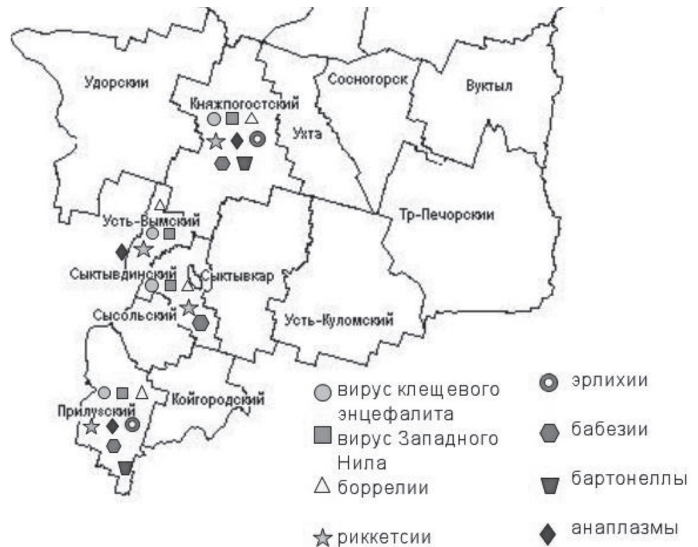 Удорский
Сосногорск
Вуктыл
Княжпогостский
Ухта
Тр-Печорский
Усть-Вымский
Сыктывдинский
Сыктывкар
Сысольский
Усть-Куломский
Прилузский
Койгородский
вирус клещевого
энцефалита
вирус Западного
Нила
боррелии
риккетсии
эрлихии
бабезии
бартонеллы
анаплазмы